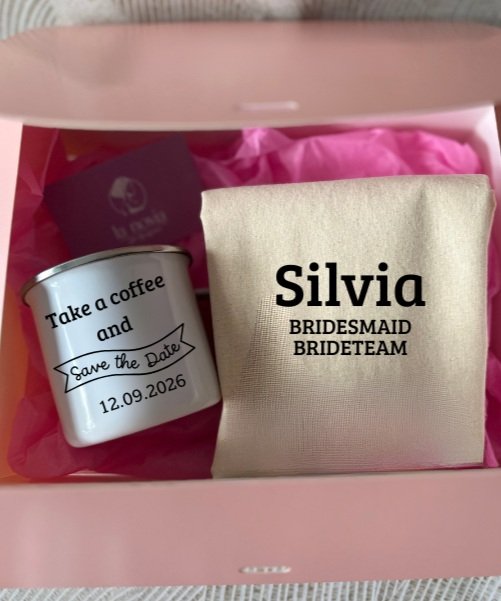 Take a coffee
and
Save the Date
12.09.2026
Silvia
BRIDESMAID
BRIDETEAM